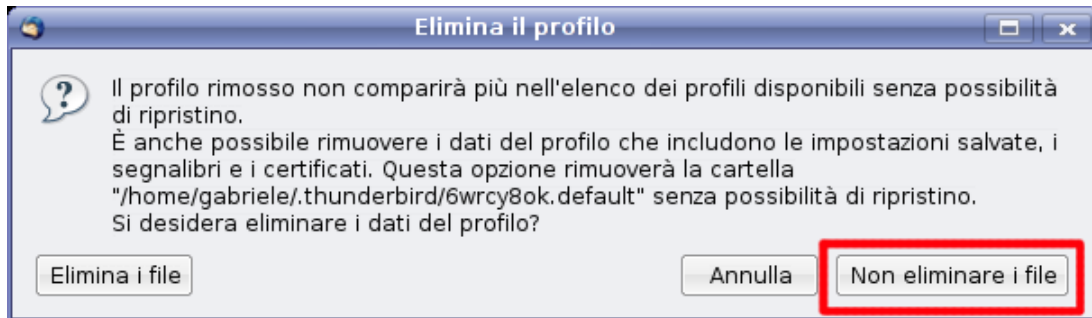 Elimina il profilo
Il profilo rimosso non comparirà più nell'elenco dei profili disponibili senza possibilità
di ripristino.
È anche possibile rimuovere i dati del profilo che includono le impostazioni salvate, i
segnalibri e i certificati. Questa opzione rimuoverà la cartella
"/home/gabriele/.thunderbird/6wrcy8ok.default" senza possibilità di ripristino.
Si desidera eliminare i dati del profilo?
Elimina i file Annulla Non eliminare i file